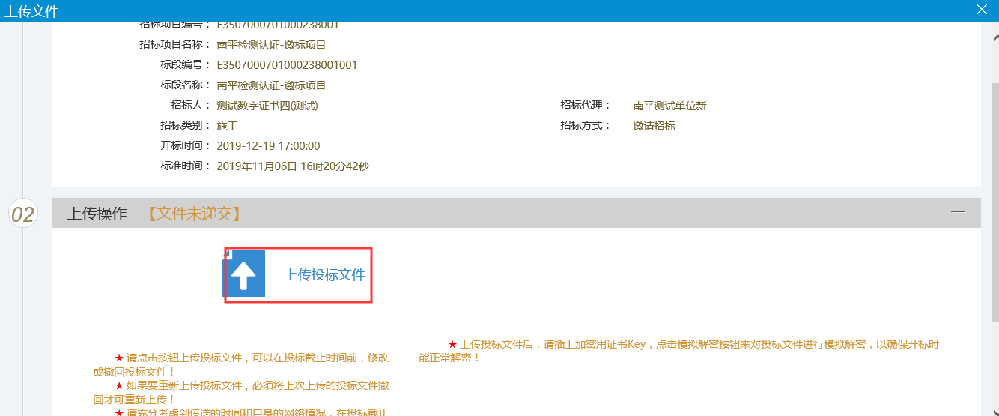 上传文件
招标项目编号： E3507000701000238001
招标项目名称： 南平检测认证-邀标项目
标段编号： E3507000701000238001001
标段名称： 南平检测认证-邀标项目
招标人： 测试数字证书四(测试) 招标代理： 南平测试单位新
招标类别： 施工 招标方式： 邀请招标
开标时间： 2019-12-19 17:00:00
标准时间： 2019年11月06日 16时20分42秒
02 上传操作 【文件未递交】
上传投标文件
★ 请点击按钮上传投标文件，可以在投标截止时间前，修改
或撤回投标文件！
★ 如果要重新上传投标文件，必须将上次上传的投标文件撤
回才可重新上传！
★ 请充分考虑到传送的时间和自身的网络情况，在投标截止
★ 上传投标文件后，请插上加密用证书Key，点击模拟解密按钮来对投标文件进行模拟解密，以确保开标时
能正常解密！